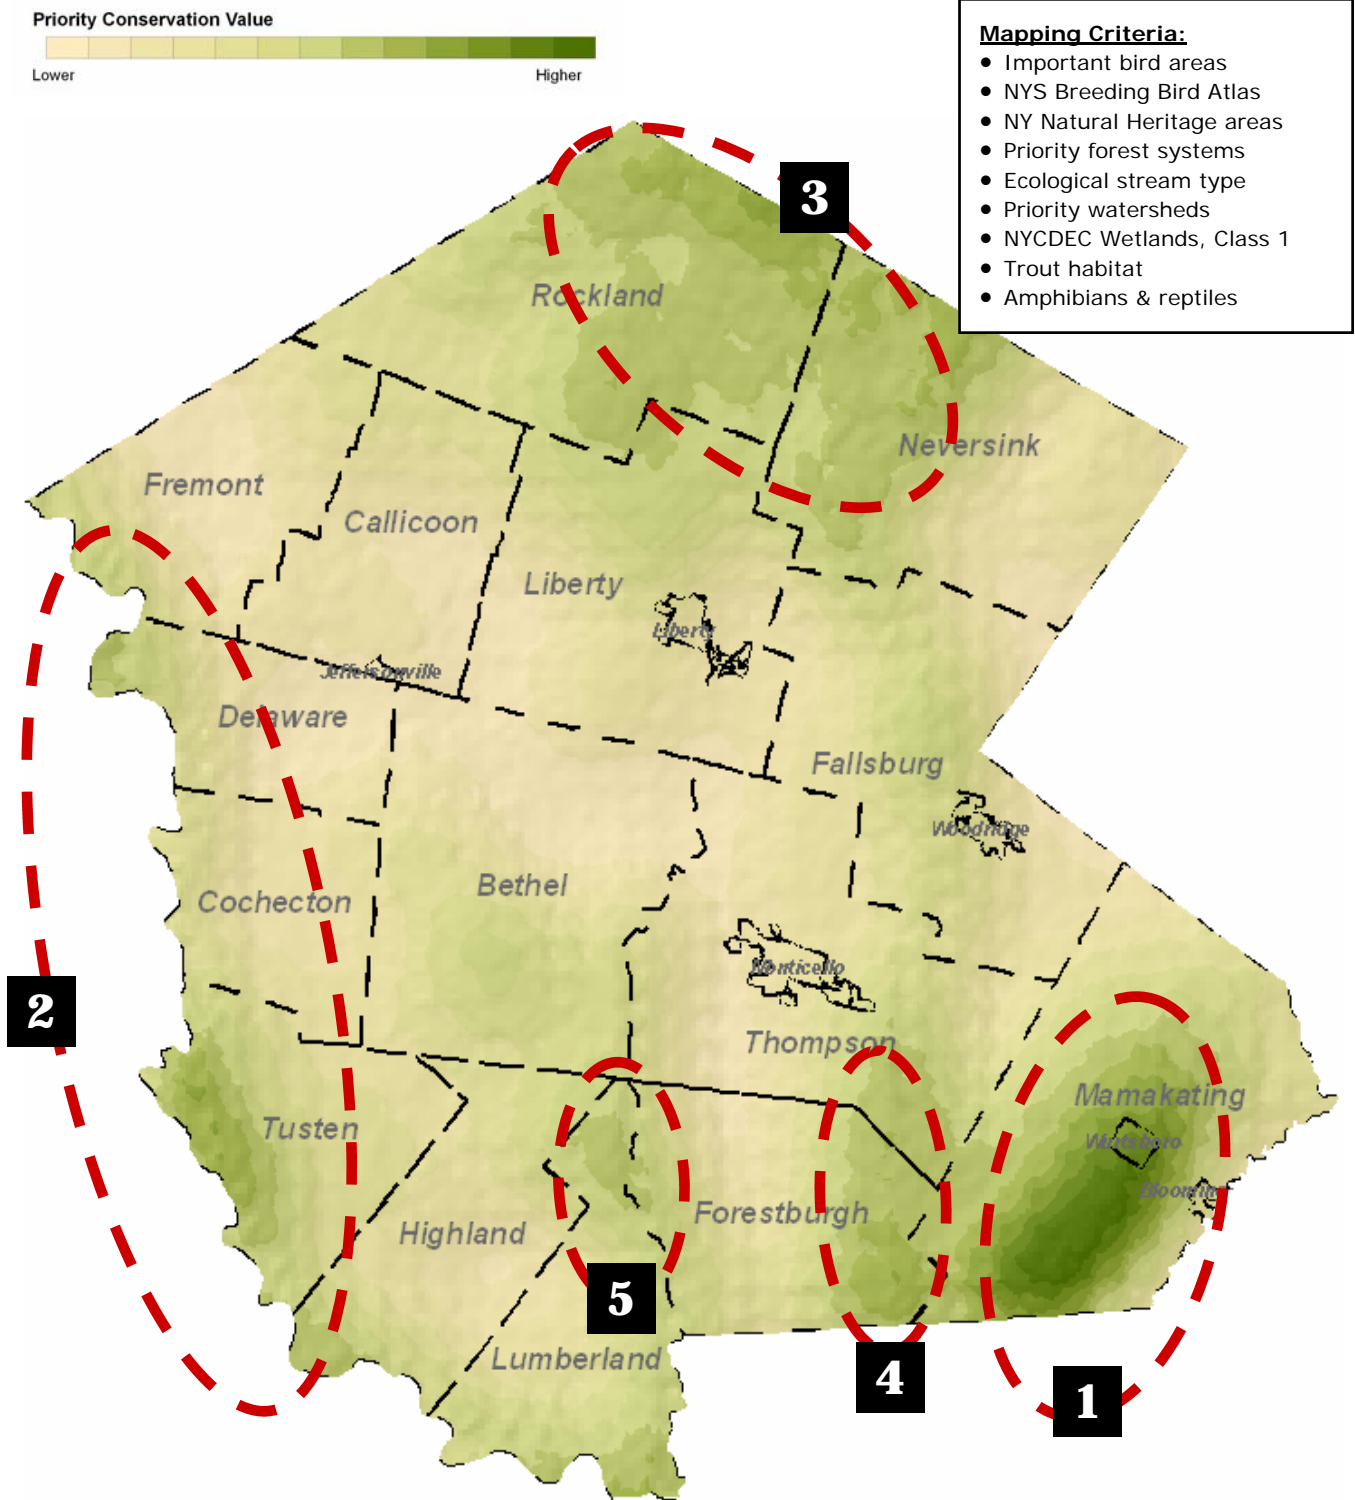 Priority Conservation Value
Lower
Higher
Mapping Criteria:
• Important bird areas
• NYS Breeding Bird Atlas
• NY Natural Heritage areas
• Priority forest systems
• Ecological stream type
• Priority watersheds
• NYCDEC Wetlands, Class 1
• Trout habitat
• Amphibians & reptiles
3
Rockland
Neversink
Fremont
Callicoon
Liberty
Liberty
Jeffersonville
Delaware
Fallsburg
Woodridge
Bethel
Cochecton
Monticello
2
Thompson
Mamakating
Tusten
Wurtsboro
Forestburgh
Highland
5
Lumberland
4
1